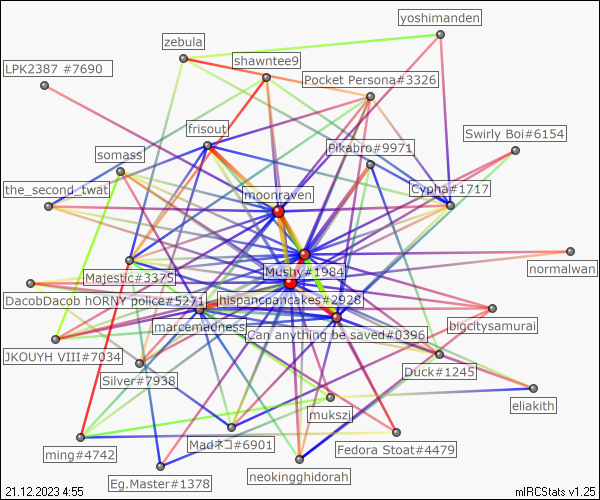 yoshimanden
zebula
shawntee9
LPK2387 #7690
Pocket Persona#3326
frisout
Swirly Boi#6154
Pikabro#9971
somass
the_second_twat
moonraven
Cypha#1717
Majestic#3375
Mushy#1984
normalwan
DacobDacob hORNY police#5271
hispancpancakes#2928
marcemadness
Can anything be saved#0396
bigcitysamurai
JKOUYH VIII#7034
Silver#7938
Duck#1245
mukszi
eliakith
ming#4742
Madネコ#6901
Fedora Stoat#4479
Eg.Master#1378
neokingghidorah
21.12.2023 4:55
mIRCStats v1.25